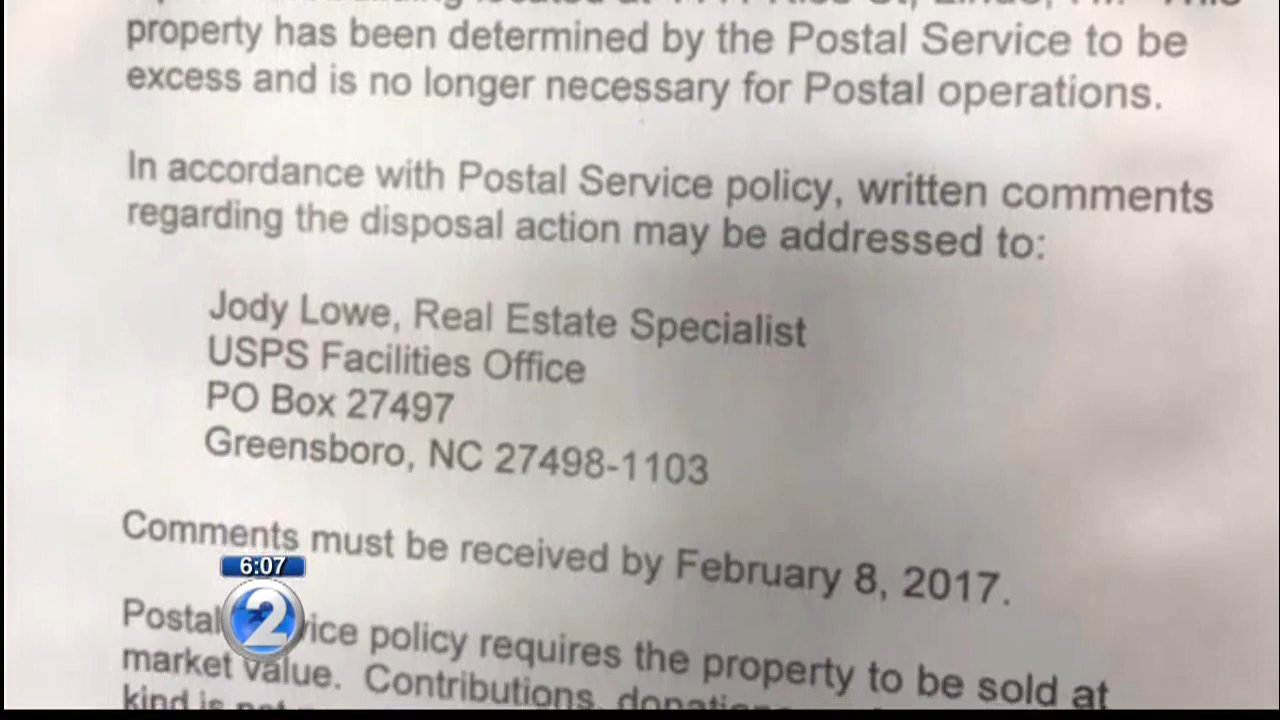 property has been determined by the Postal Service to be
excess and is no longer necessary for Postal operations.
In accordance with Postal Service policy, written comments
regarding the disposal action may be addressed to:
Jody Lowe, Real Estate Specialist
USPS Facilities Office
PO Box 27497
Greensboro, NC 27498-1103
Comments must be received by February 8, 2017.
6:07
2
Postal policy requires the property to be sold at
market value. Contributions,
kind is